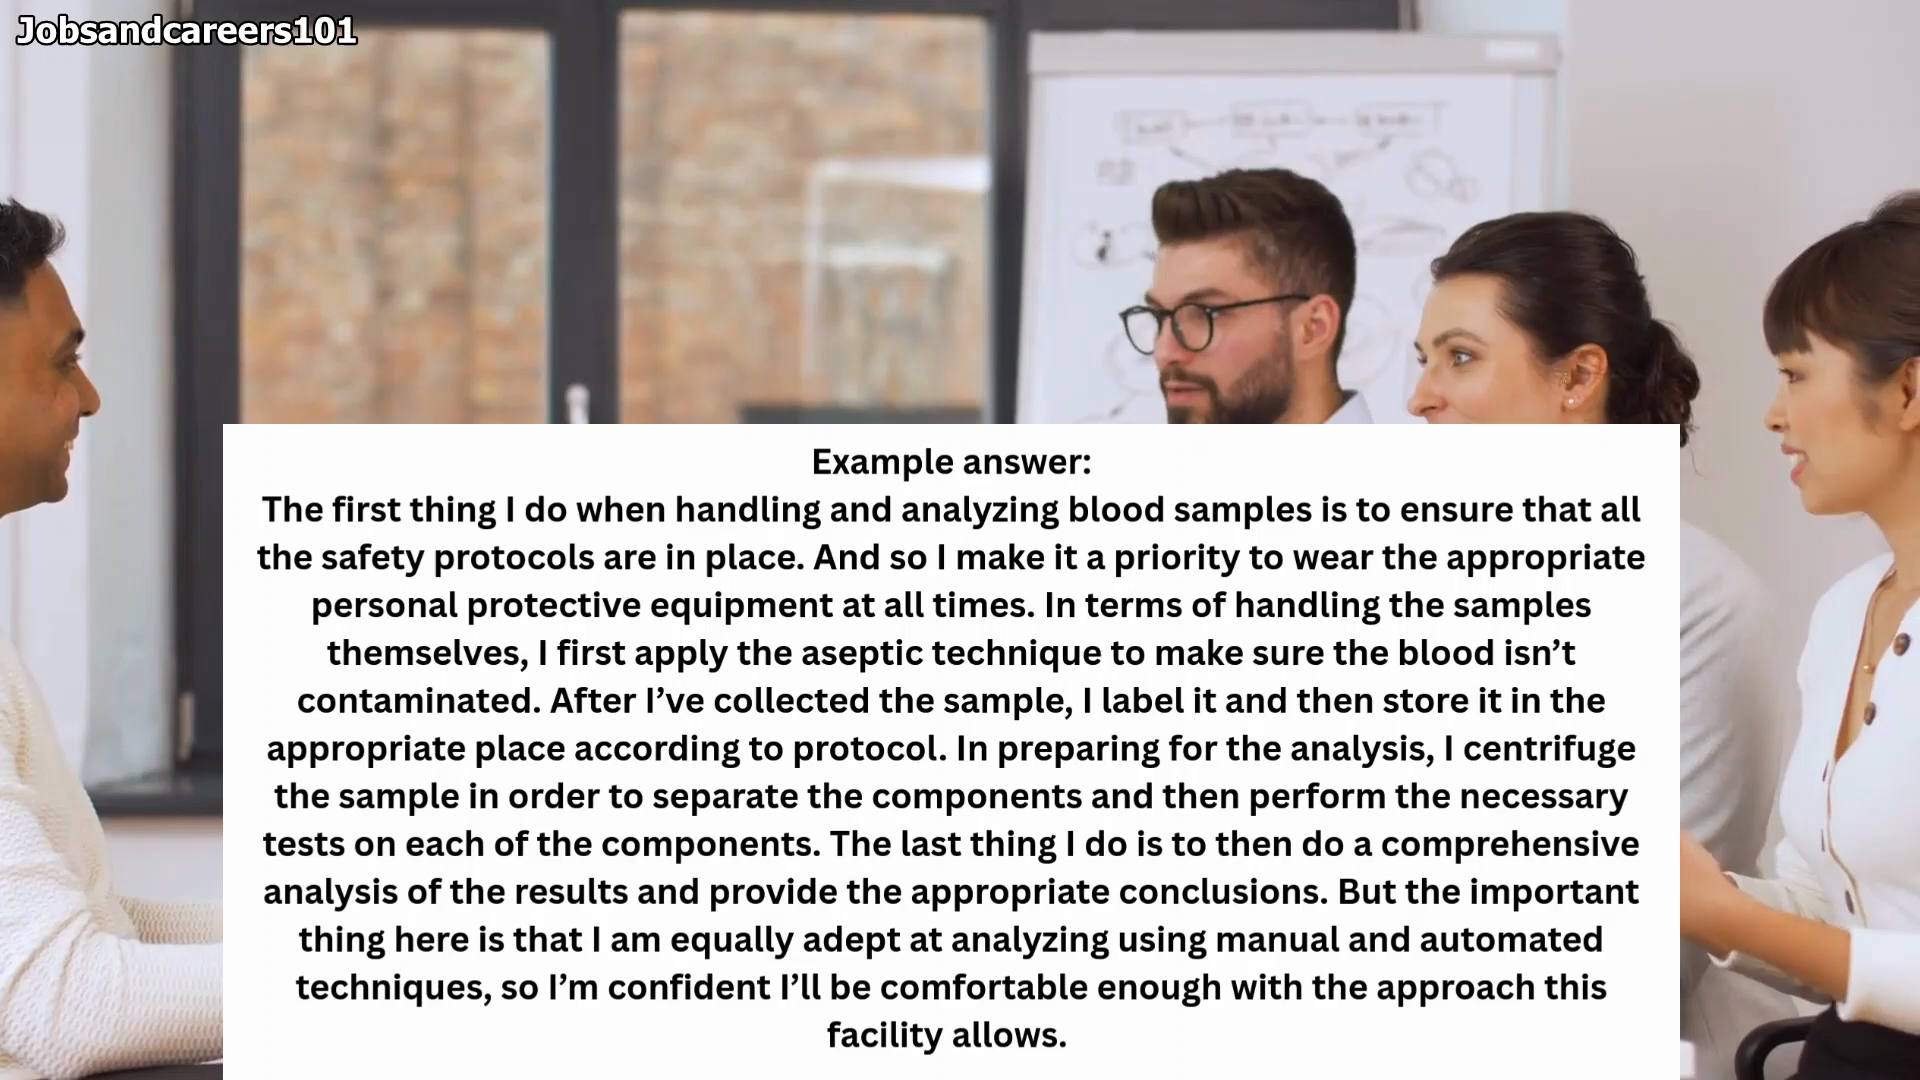 Jobsandcareers101
Example answer:
The first thing I do when handling and analyzing blood samples is to ensure that all
the safety protocols are in place. And so I make it a priority to wear the appropriate
personal protective equipment at all times. In terms of handling the samples
themselves, I first apply the aseptic technique to make sure the blood isn’t
contaminated. After I’ve collected the sample, I label it and then store it in the
appropriate place according to protocol. In preparing for the analysis, I centrifuge
the sample in order to separate the components and then perform the necessary
tests on each of the components. The last thing I do is to then do a comprehensive
analysis of the results and provide the appropriate conclusions. But the important
thing here is that I am equally adept at analyzing using manual and automated
techniques, so I’m confident I’ll be comfortable enough with the approach this
facility allows.